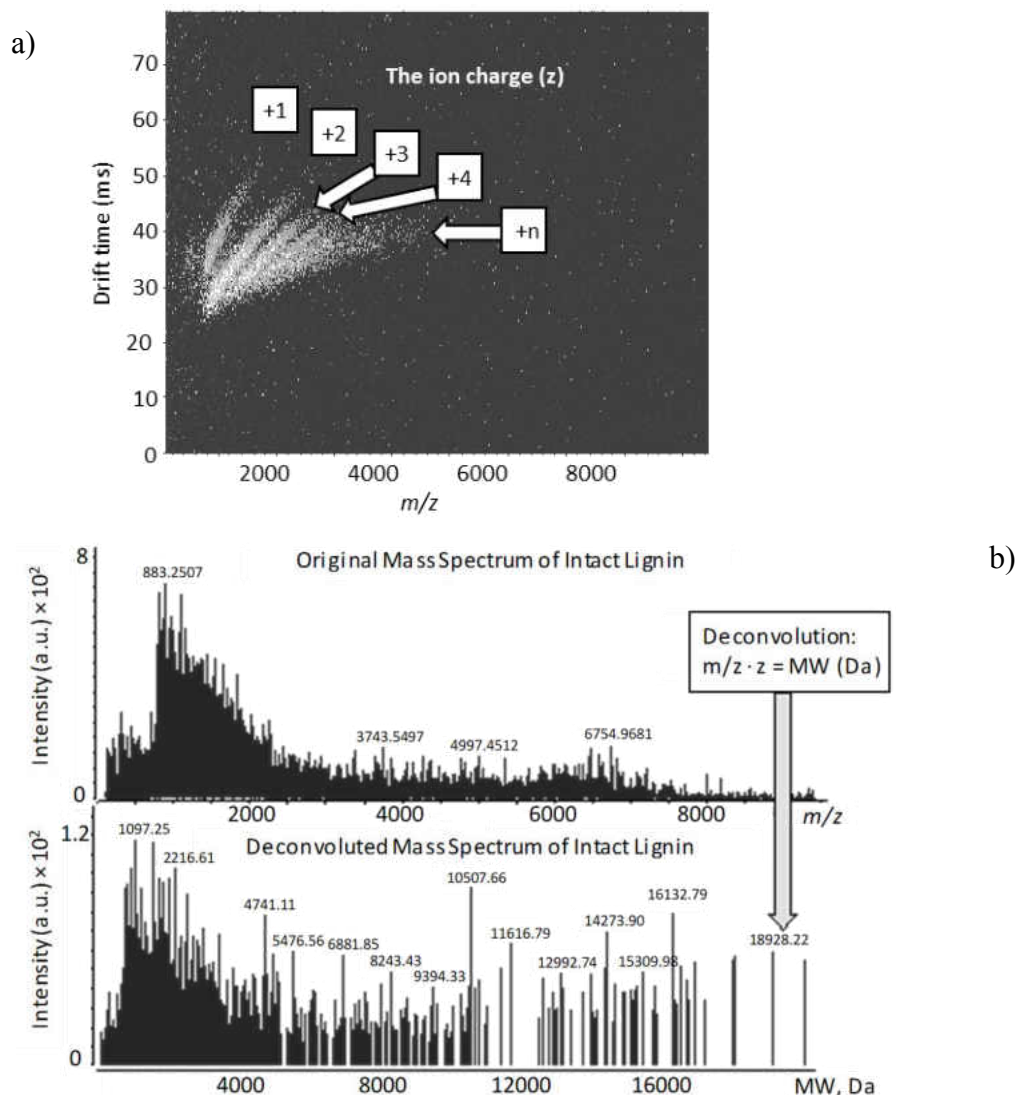 a)
The ion charge (z)
+1
+2
+3
+4
+n
Drift time (ms)
70
60
50
40
30
20
10
0
2000 4000 6000 8000
m/z
b)
Original Mass Spectrum of Intact Lignin
Intensity (a.u.) × 10²
8
0
883.2507
3743.5497
4997.4512
6754.9681
Deconvolution:
m/z · z = MW (Da)
2000 4000 6000 8000 m/z
Deconvoluted Mass Spectrum of Intact Lignin
Intensity (a.u.) × 10²
1.2
0
1097.25
2216.61
4741.11
5476.56
6881.85
8243.43
9394.33
10507.66
11616.79
12992.74
14273.90
15309.98
16132.79
18928.22
4000 8000 12000 16000 MW, Da